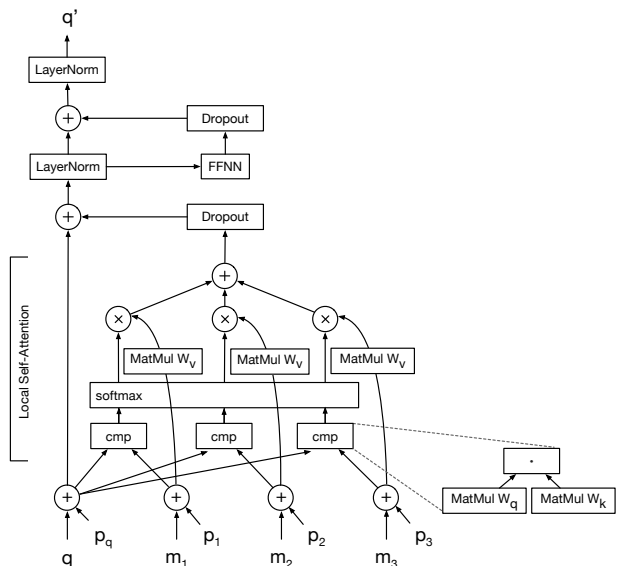 q'
LayerNorm
+
Dropout
LayerNorm
FFNN
+
Dropout
+
× × ×
MatMul W_v MatMul W_v MatMul W_v
Local Self-Attention
softmax
cmp cmp cmp
·
MatMul W_q MatMul W_k
+ + + +
p_q p_1 p_2 p_3
q m_1 m_2 m_3